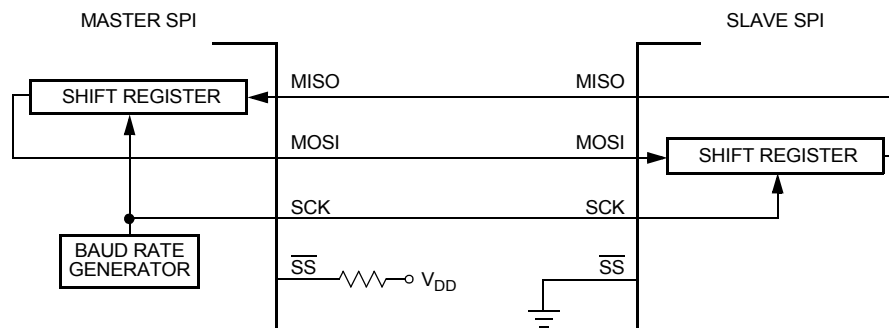 MASTER SPI
SLAVE SPI
SHIFT REGISTER
MISO
MISO
MOSI
MOSI
SHIFT REGISTER
SCK
SCK
BAUD RATE
GENERATOR
SS
VDD
SS